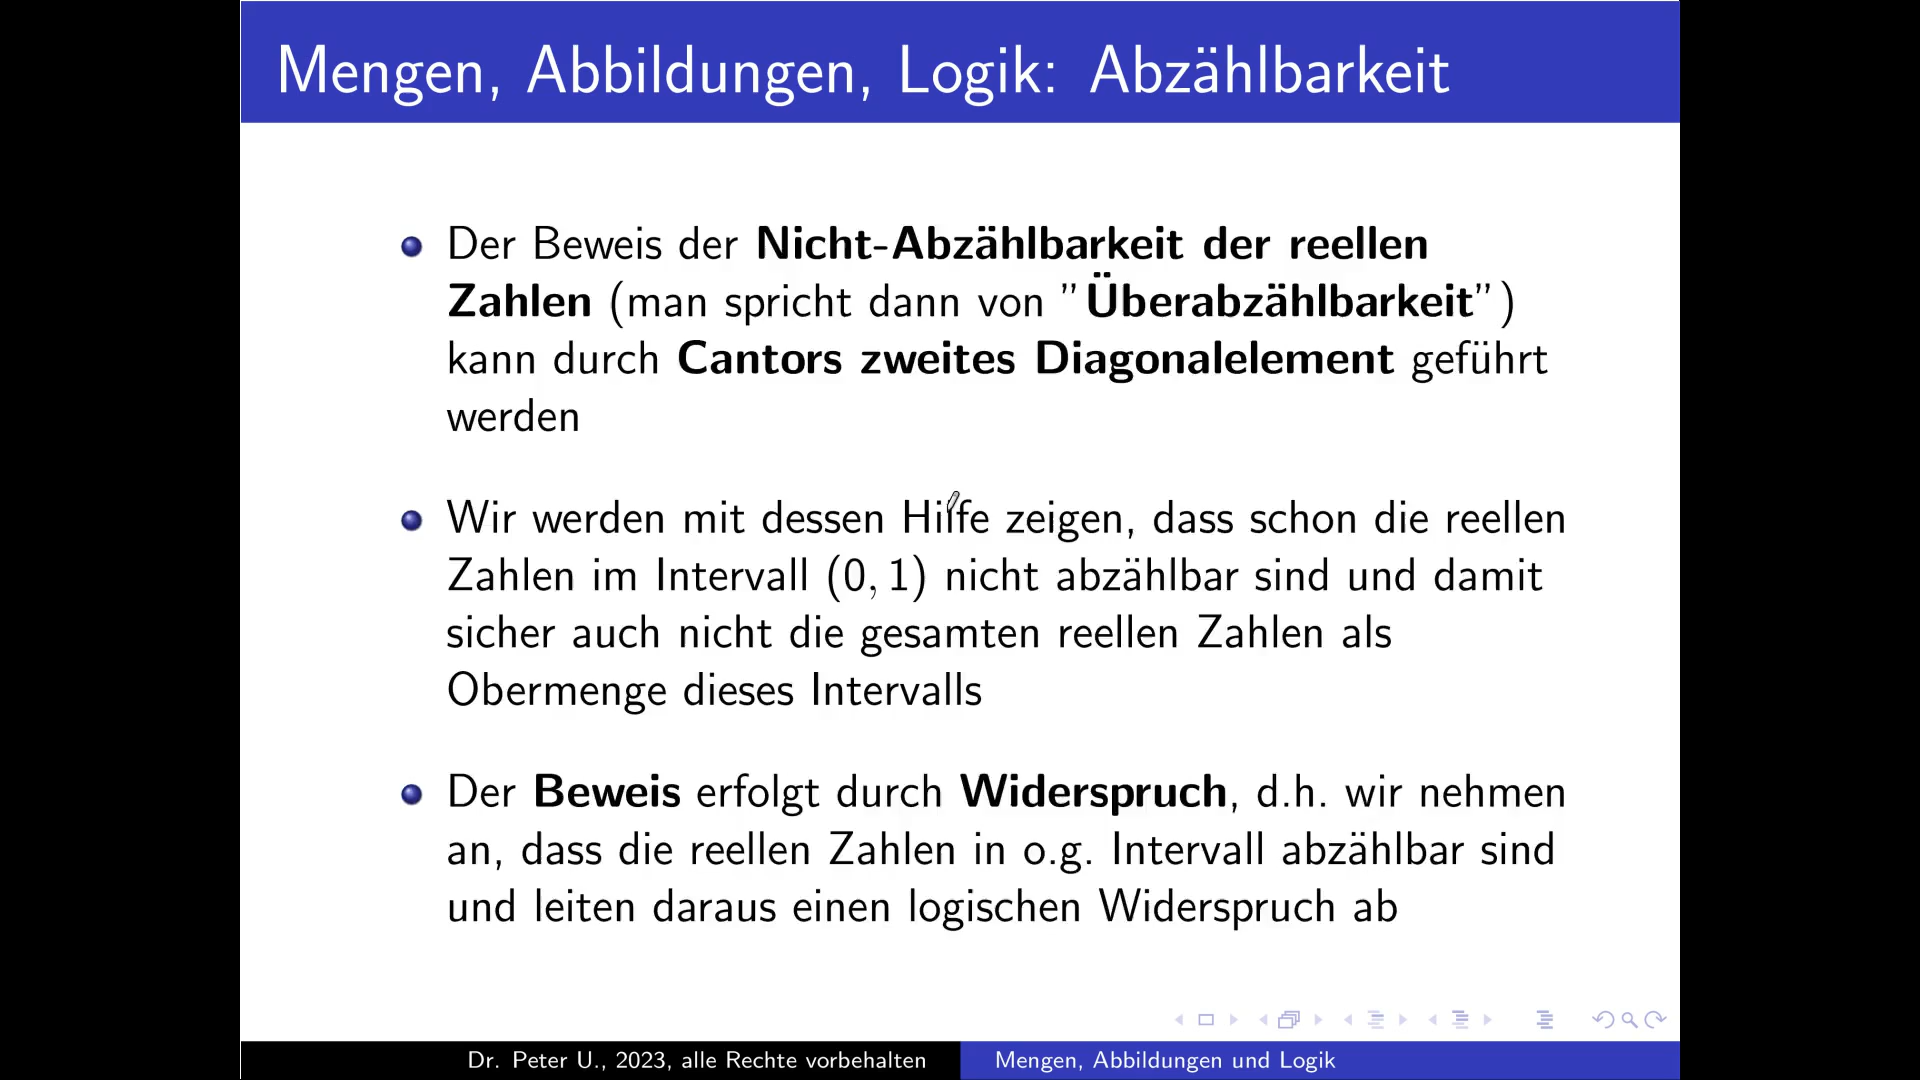 Mengen, Abbildungen, Logik: Abzählbarkeit
Der Beweis der Nicht-Abzählbarkeit der reellen
Zahlen (man spricht dann von ”Überabzählbarkeit”)
kann durch Cantors zweites Diagonalelement geführt
werden
Wir werden mit dessen Hilfe zeigen, dass schon die reellen
Zahlen im Intervall (0, 1) nicht abzählbar sind und damit
sicher auch nicht die gesamten reellen Zahlen als
Obermenge dieses Intervalls
Der Beweis erfolgt durch Widerspruch, d.h. wir nehmen
an, dass die reellen Zahlen in o.g. Intervall abzählbar sind
und leiten daraus einen logischen Widerspruch ab
Dr. Peter U., 2023, alle Rechte vorbehalten
Mengen, Abbildungen und Logik